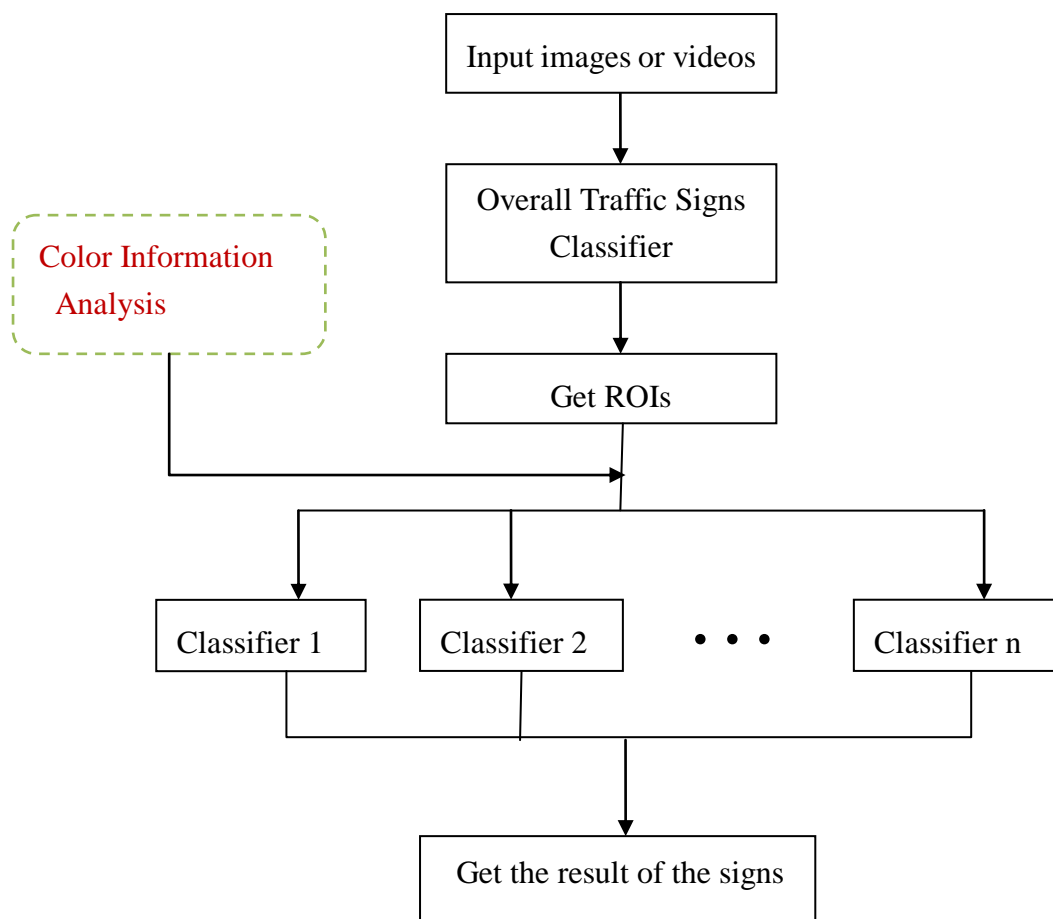 Input images or videos
Overall Traffic Signs
Classifier
Color Information
Analysis
Get ROIs
Classifier 1
Classifier 2
• • •
Classifier n
Get the result of the signs